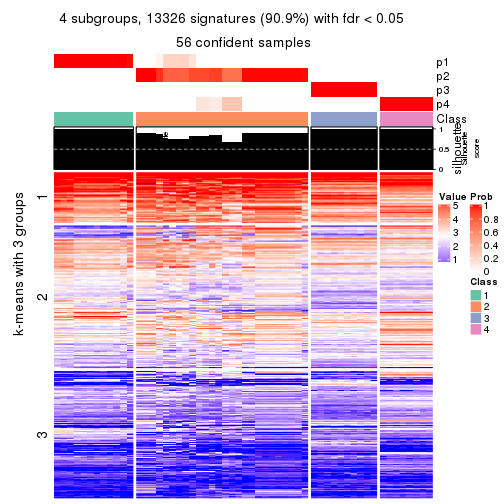 4 subgroups, 13326 signatures (90.9%) with fdr < 0.05
56 confident samples
p1
p2
p3
p4
Class
1
0.5
0
silhouette
Silhouette
score
k-means with 3 groups
1
2
3
Value
5
4
3
2
1
Prob
1
0.8
0.6
0.4
0.2
0
Class
1
2
3
4